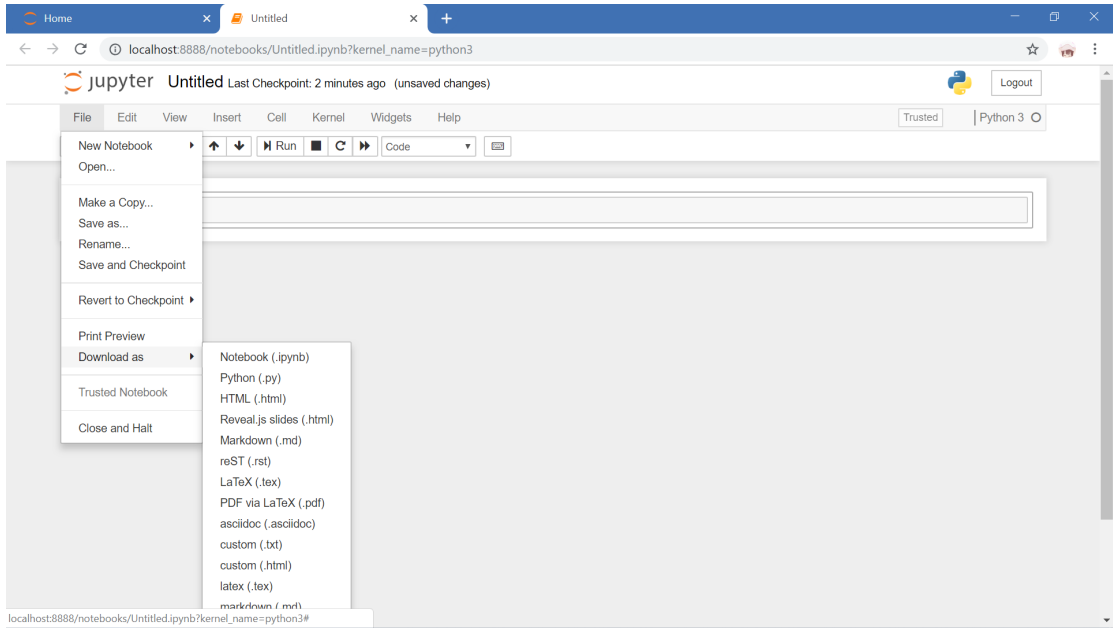 Home
Untitled
localhost:8888/notebooks/Untitled.ipynb?kernel_name=python3
jupyter Untitled Last Checkpoint: 2 minutes ago (unsaved changes)
Logout
File Edit View Insert Cell Kernel Widgets Help
Trusted
Python 3
Run
Code
New Notebook
Open...
Make a Copy...
Save as...
Rename...
Save and Checkpoint
Revert to Checkpoint
Print Preview
Download as
Trusted Notebook
Close and Halt
Notebook (.ipynb)
Python (.py)
HTML (.html)
Reveal.js slides (.html)
Markdown (.md)
reST (.rst)
LaTeX (.tex)
PDF via LaTeX (.pdf)
asciidoc (.asciidoc)
custom (.txt)
custom (.html)
latex (.tex)
markdown (.md)
localhost:8888/notebooks/Untitled.ipynb?kernel_name=python3#